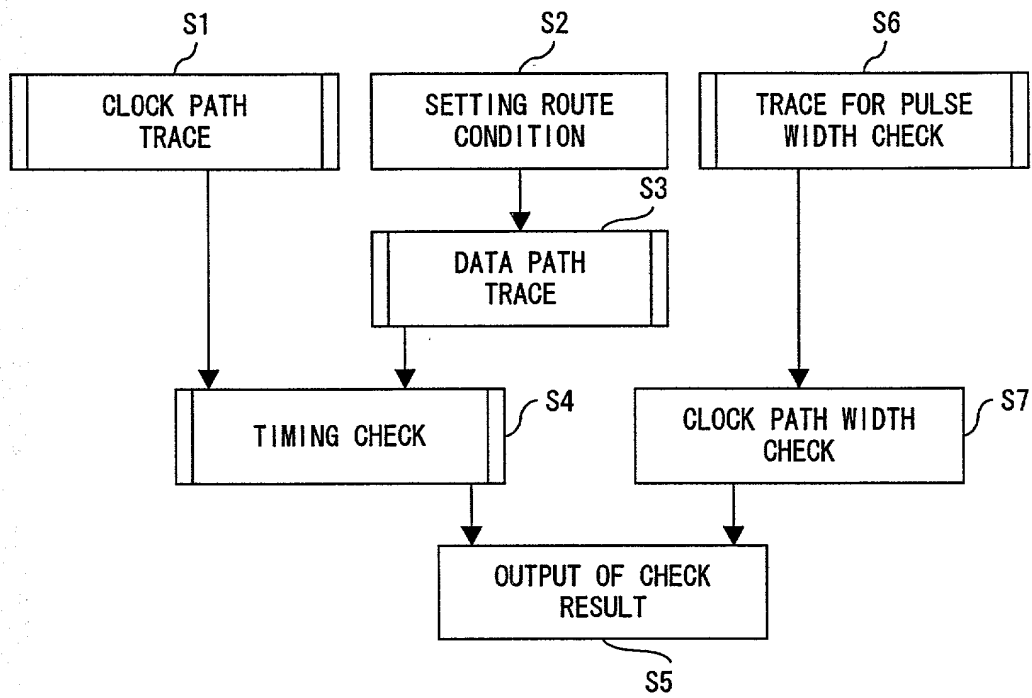 S1
S2
S6
CLOCK PATH
TRACE
SETTING ROUTE
CONDITION
TRACE FOR PULSE
WIDTH CHECK
S3
DATA PATH
TRACE
TIMING CHECK
S4
CLOCK PATH WIDTH
CHECK
S7
OUTPUT OF CHECK
RESULT
S5